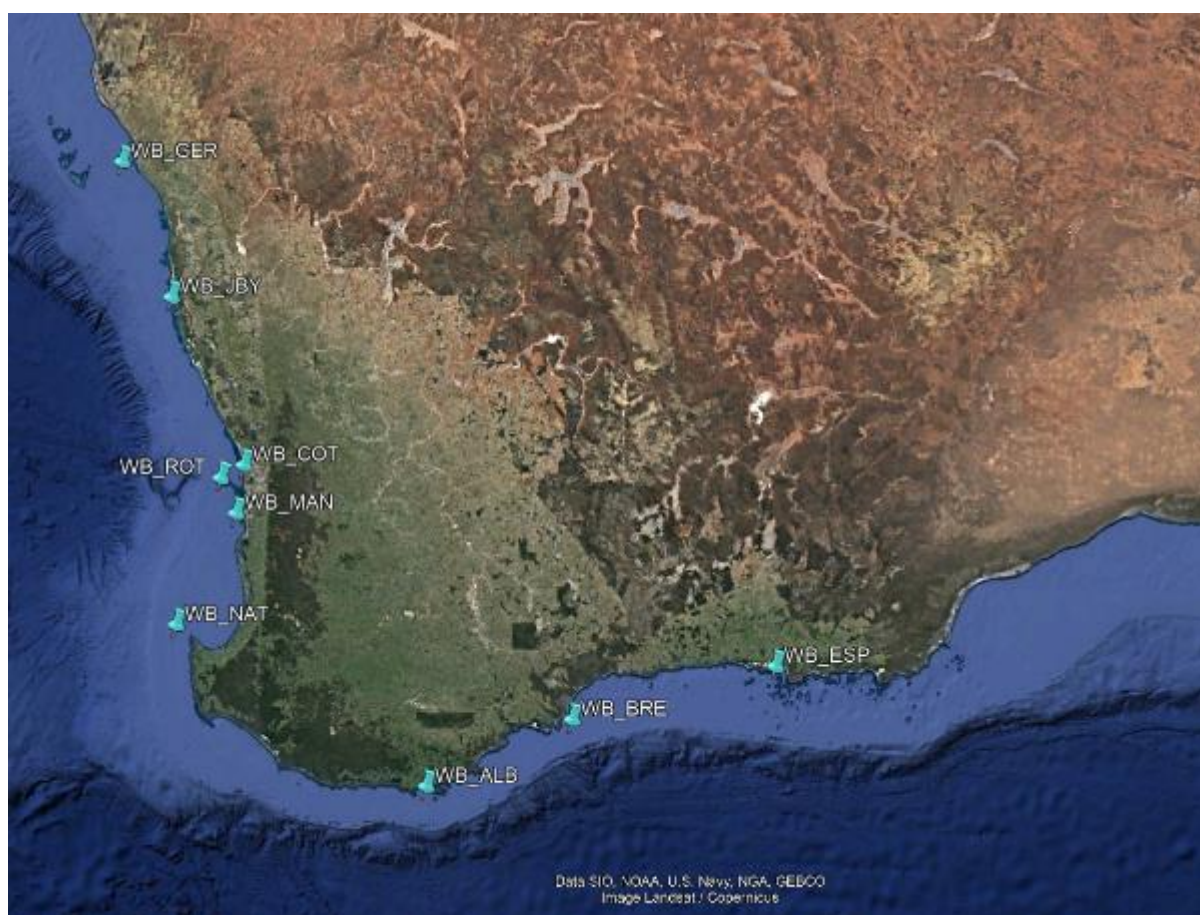 WB_GER
WB_JBY
WB_COT
WB_ROT
WB_MAN
WB_NAT
WB_ESP
WB_BRE
WB_ALB
Data SIO, NOAA, U.S. Navy, NGA, GEBCO
Image Landsat / Copernicus